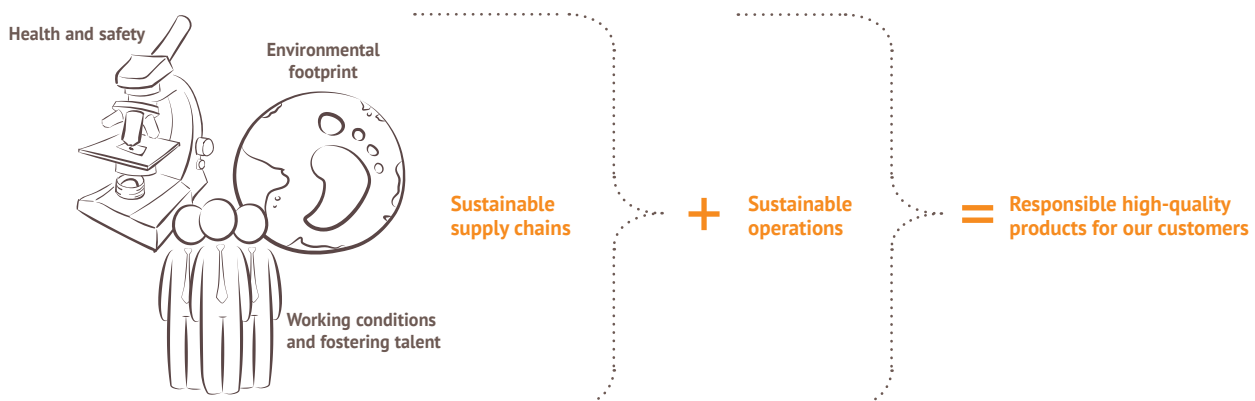 Health and safety
Environmental
footprint
Working conditions
and fostering talent
Sustainable
supply chains
+
Sustainable
operations
=
Responsible high-quality
products for our customers